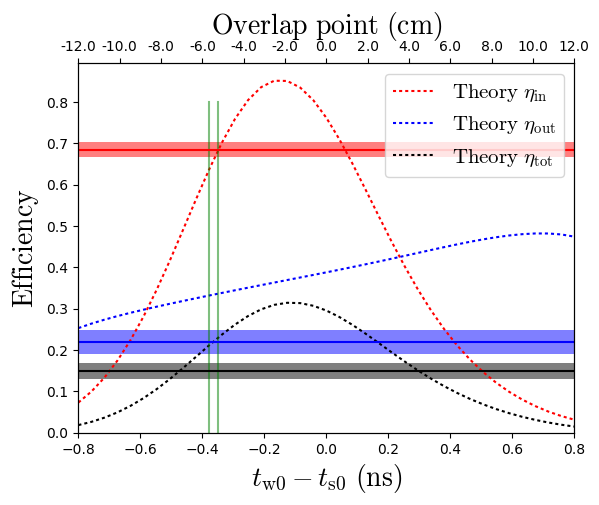 Overlap point (cm)
-12.0 -10.0 -8.0 -6.0 -4.0 -2.0 0.0 2.0 4.0 6.0 8.0 10.0 12.0
Theory η_in
Theory η_out
Theory η_tot
Efficiency
0.8
0.7
0.6
0.5
0.4
0.3
0.2
0.1
0.0
−0.8 −0.6 −0.4 −0.2 0.0 0.2 0.4 0.6 0.8
t_w0 − t_s0 (ns)